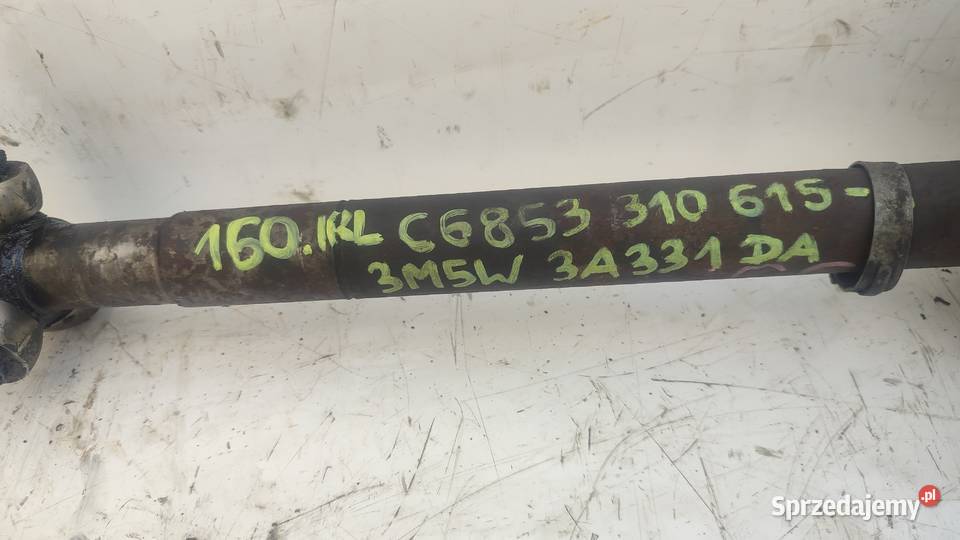 160.IKL C6853 310 615-
3M5W 3A331 DA
Sprzedajemy.pl